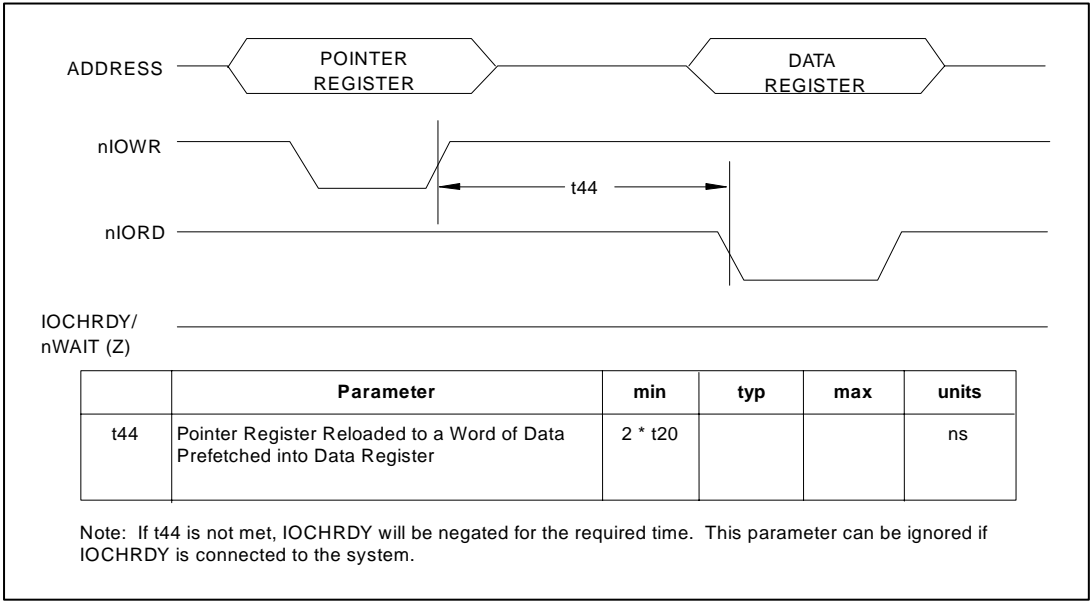 ADDRESS
POINTER
REGISTER
DATA
REGISTER
nIOWR
t44
nIORD
IOCHRDY/
nWAIT (Z)
Parameter min typ max units
t44 Pointer Register Reloaded to a Word of Data 2 * t20 ns
Prefetched into Data Register
Note: If t44 is not met, IOCHRDY will be negated for the required time. This parameter can be ignored if
IOCHRDY is connected to the system.